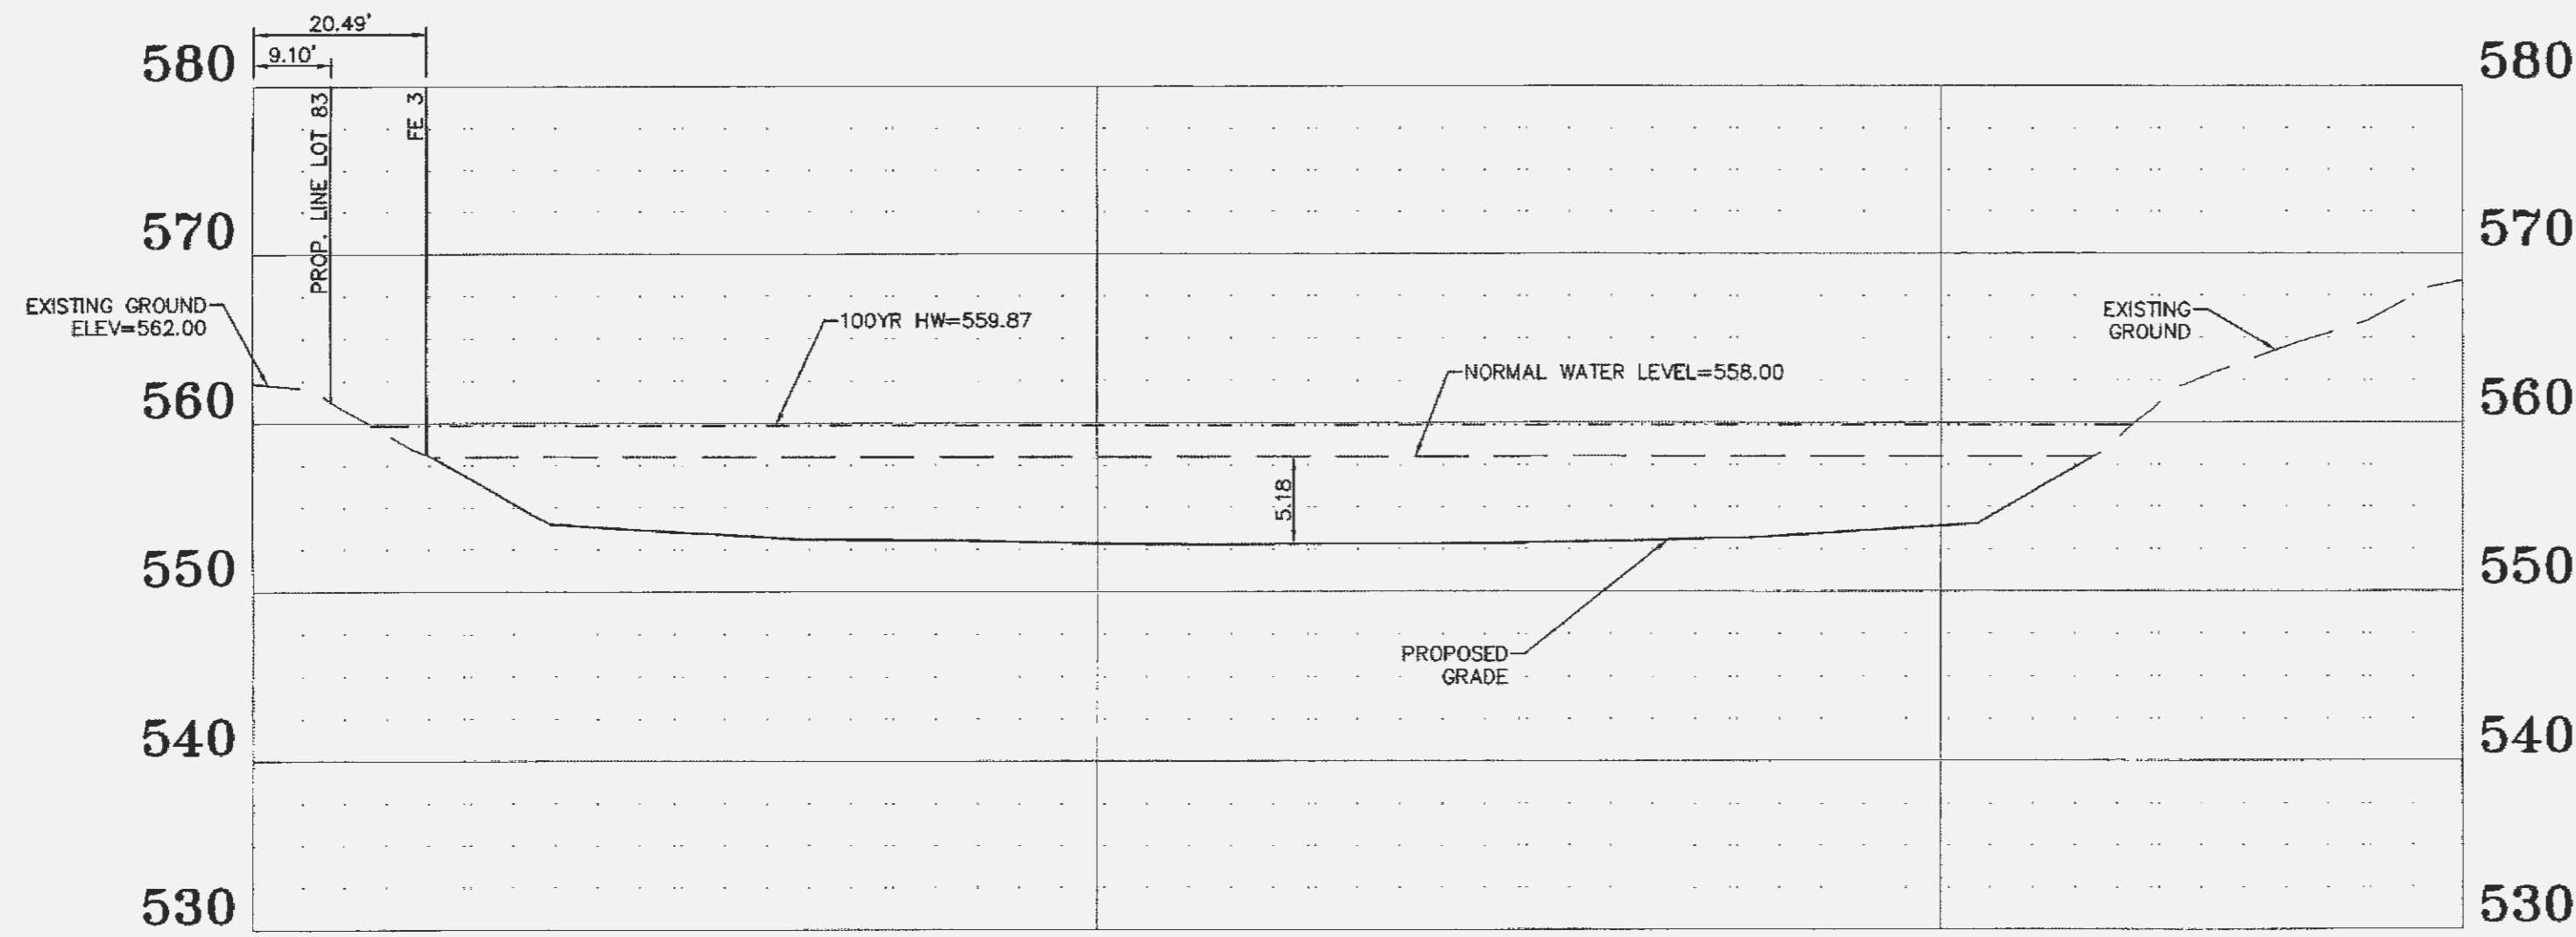 20.49'
9.10'
580
580
PROP. LINE LOT 83
FE 3
570
570
EXISTING GROUND
ELEV=562.00
100YR HW=559.87
EXISTING
GROUND
NORMAL WATER LEVEL=558.00
560
560
5.18
550
550
PROPOSED
GRADE
540
540
530
530